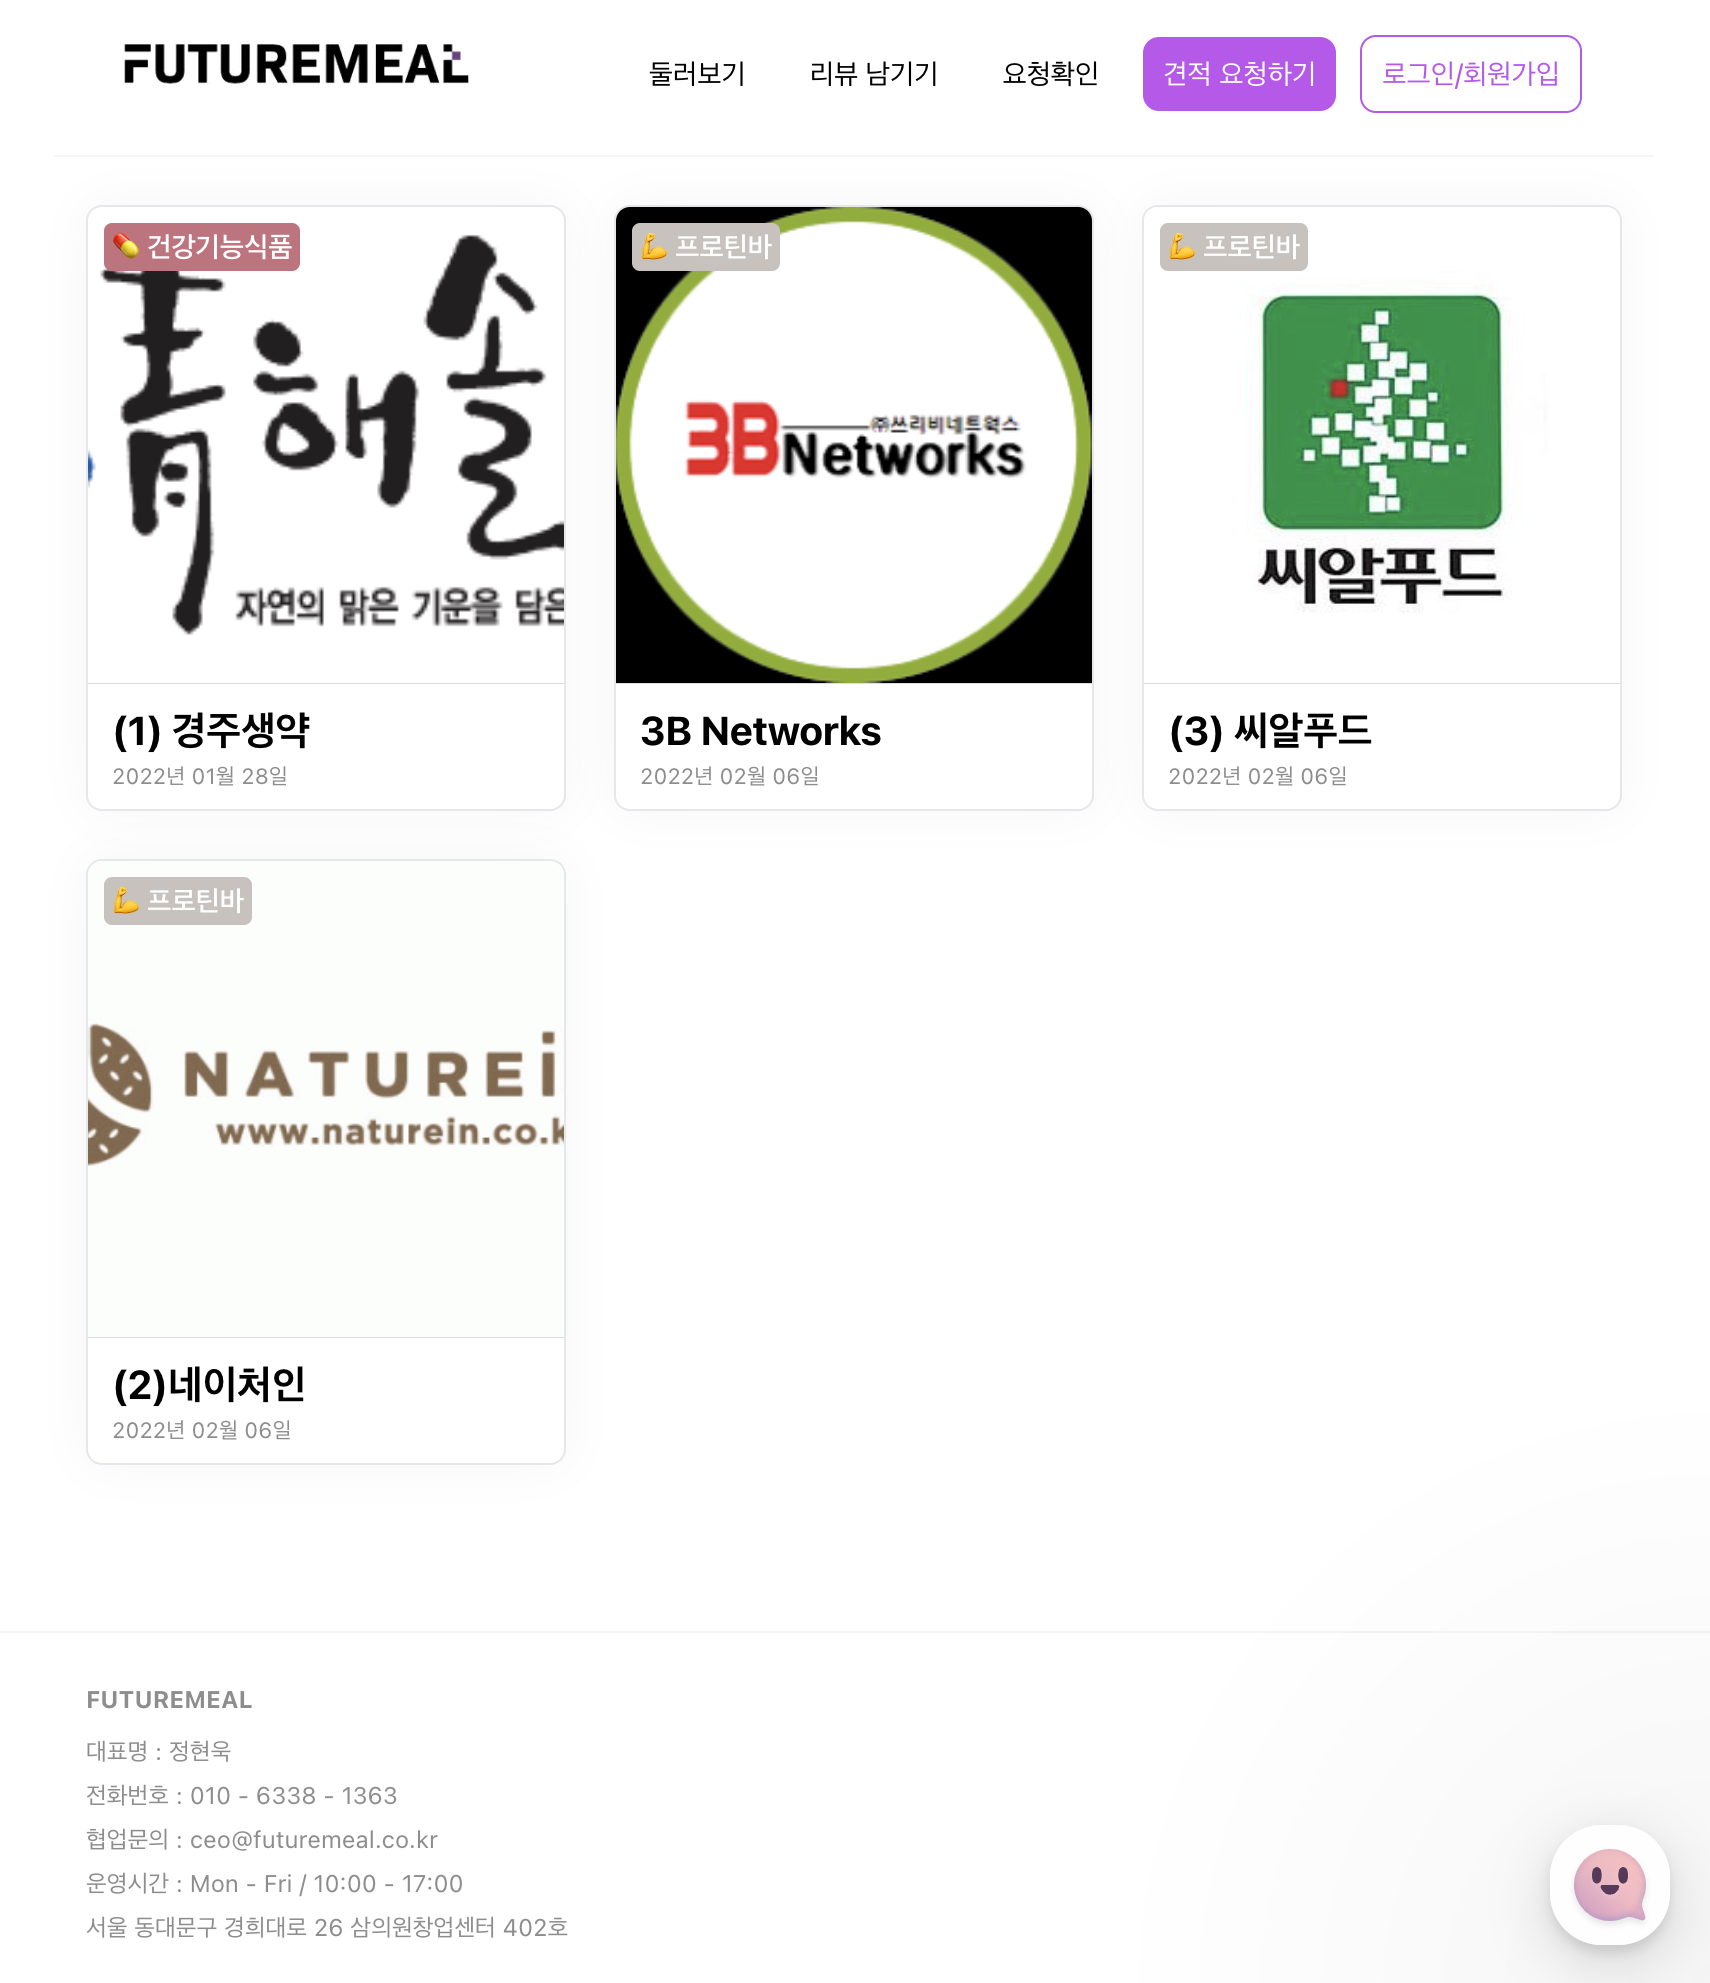 FUTUREMEAL
둘러보기
리뷰 남기기
요청확인
견적 요청하기
로그인/회원가입
건강기능식품
靑해솔
자연의 맑은 기운을 담은
(1) 경주생약
2022년 01월 28일
프로틴바
3B ㈜쓰리비네트웍스
Networks
3B Networks
2022년 02월 06일
프로틴바
씨알푸드
(3) 씨알푸드
2022년 02월 06일
프로틴바
NATUREi
www.naturein.co.k
(2)네이처인
2022년 02월 06일
FUTUREMEAL
대표명 : 정현욱
전화번호 : 010 - 6338 - 1363
협업문의 : ceo@futuremeal.co.kr
운영시간 : Mon - Fri / 10:00 - 17:00
서울 동대문구 경희대로 26 삼의원창업센터 402호